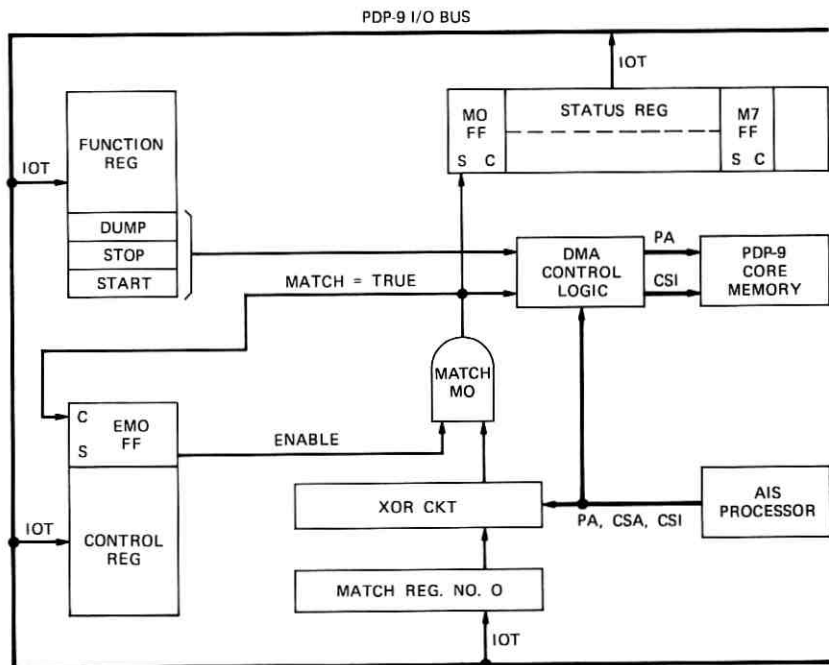 PDP-9 I/O BUS
IOT
FUNCTION
REG
IOT
DUMP
STOP
START
MO
FF
S C
STATUS REG
M7
FF
S C
MATCH = TRUE
DMA
CONTROL
LOGIC
PA
CSI
PDP-9
CORE
MEMORY
MATCH
MO
C
S
EMO
FF
ENABLE
IOT
CONTROL
REG
XOR CKT
PA, CSA, CSI
AIS
PROCESSOR
MATCH REG. NO. O
IOT